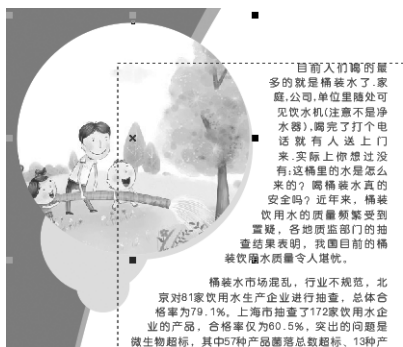 目前人们喝的最
多的就是桶装水了.家
庭,公司,单位里随处可
见饮水机(注意不是净
水器),喝完了打个电
话就有人送上门
来.实际上你想过没
有:这桶里的水是怎么
来的？喝桶装水真的
安全吗？近年来，桶装
饮用水的质量频繁受到
置疑，各地质监部门的抽
查结果表明，我国目前的桶
装饮用水质量令人堪忧。
桶装水市场混乱，行业不规范，北
京对81家饮用水生产企业进行抽查，总体合
格率为79.1%。上海市抽查了172家饮用水企
业的产品，合格率仅为60.5%，突出的问题是
微生物超标，其中57种产品菌落总数超标、13种产